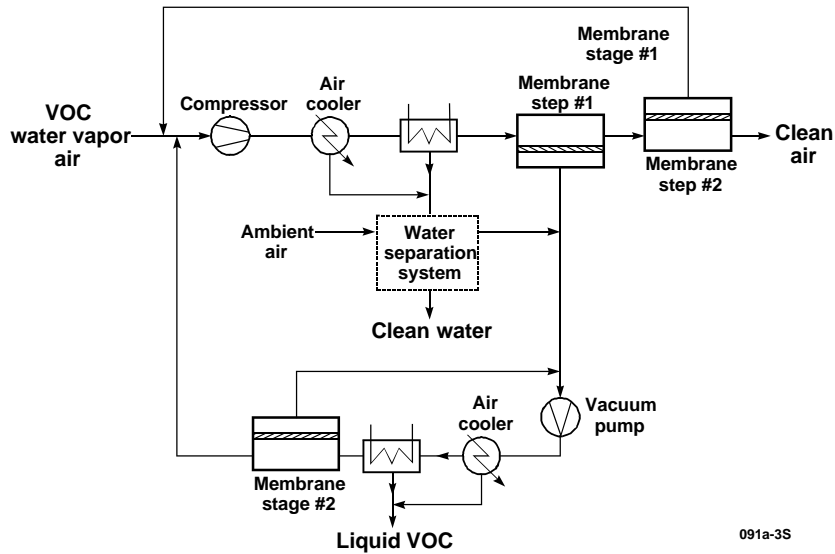 Membrane
stage #1
VOC
water vapor
air
Compressor
Air
cooler
Membrane
step #1
Membrane
step #2
Clean
air
Ambient
air
Water
separation
system
Clean water
Vacuum
pump
Air
cooler
Membrane
stage #2
Liquid VOC
091a-3S